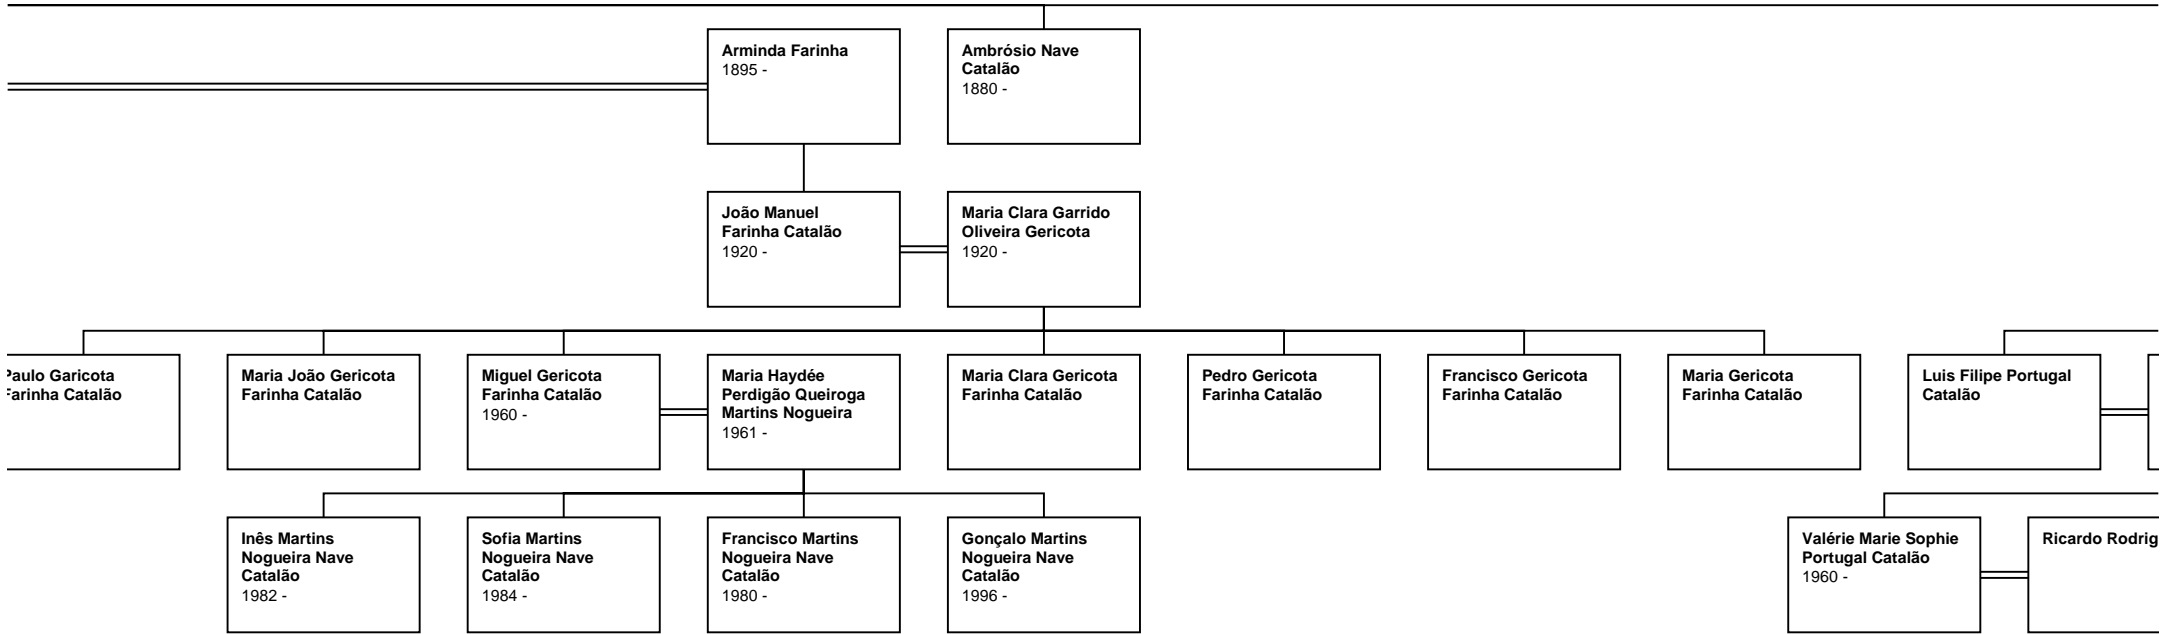 Arminda Farinha
1895 -
Ambrósio Nave
Catalão
1880 -
João Manuel
Farinha Catalão
1920 -
Maria Clara Garrido
Oliveira Gericota
1920 -
Paulo Garicota
Farinha Catalão
Maria João Gericota
Farinha Catalão
Miguel Gericota
Farinha Catalão
1960 -
Maria Haydée
Perdigão Queiroga
Martins Nogueira
1961 -
Maria Clara Gericota
Farinha Catalão
Pedro Gericota
Farinha Catalão
Francisco Gericota
Farinha Catalão
Maria Gericota
Farinha Catalão
Luis Filipe Portugal
Catalão
Inês Martins
Nogueira Nave
Catalão
1982 -
Sofia Martins
Nogueira Nave
Catalão
1984 -
Francisco Martins
Nogueira Nave
Catalão
1980 -
Gonçalo Martins
Nogueira Nave
Catalão
1996 -
Valérie Marie Sophie
Portugal Catalão
1960 -
Ricardo Rodrig